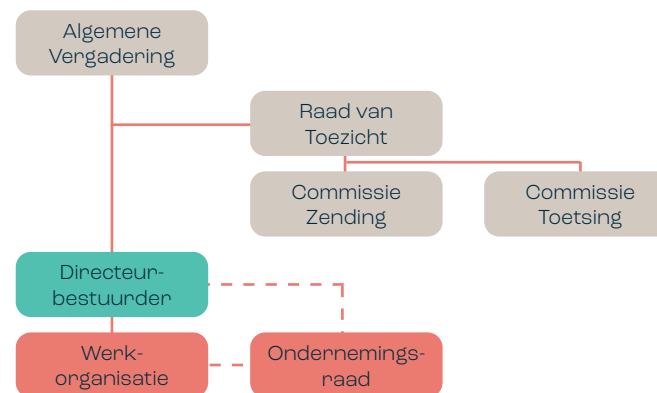 Algemene
Vergadering
Raad van
Toezicht
Commissie
Zending
Commissie
Toetsing
Directeur-
bestuurder
Werk-
organisatie
Ondernemings-
raad